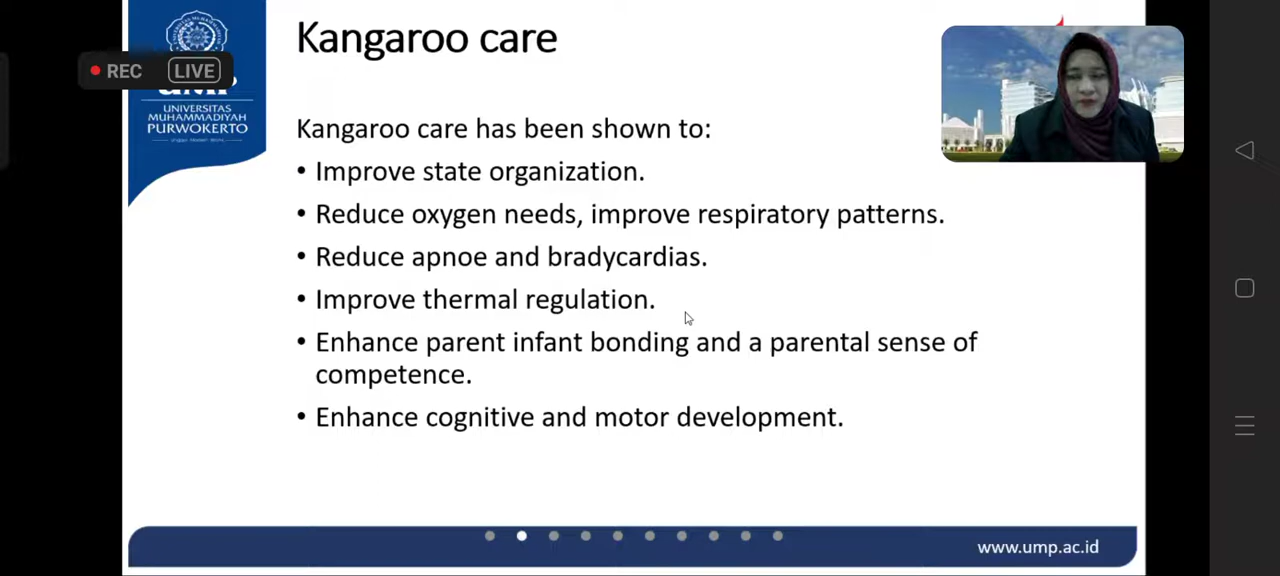 Kangaroo care
REC LIVE
UNIVERSITAS
MUHAMMADIYAH
PURWOKERTO
Kangaroo care has been shown to:
• Improve state organization.
• Reduce oxygen needs, improve respiratory patterns.
• Reduce apnoe and bradycardias.
• Improve thermal regulation.
• Enhance parent infant bonding and a parental sense of
competence.
• Enhance cognitive and motor development.
www.ump.ac.id